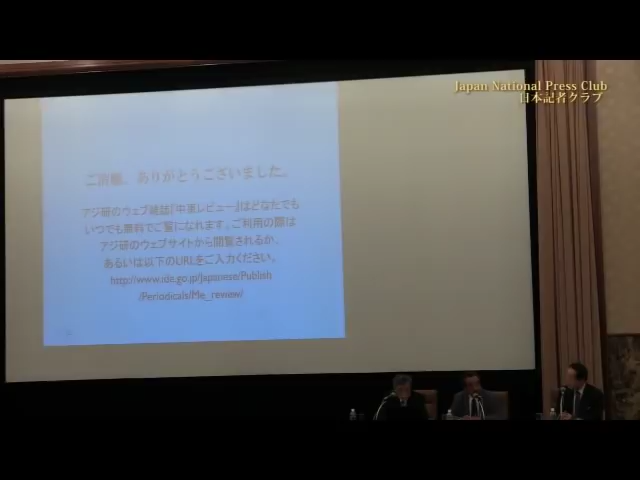 Japan National Press Club
日本記者クラブ
ご清聴、ありがとうございました。
アジ研のウェブ雑誌『中東レビュー』はどなたでも
いつでも無料でご覧になれます。ご利用の際は
アジ研のウェブサイトから閲覧されるか、
あるいは以下のURLをご入力ください。
http://www.ide.go.jp/Japanese/Publish
/Periodicals/Me_review/